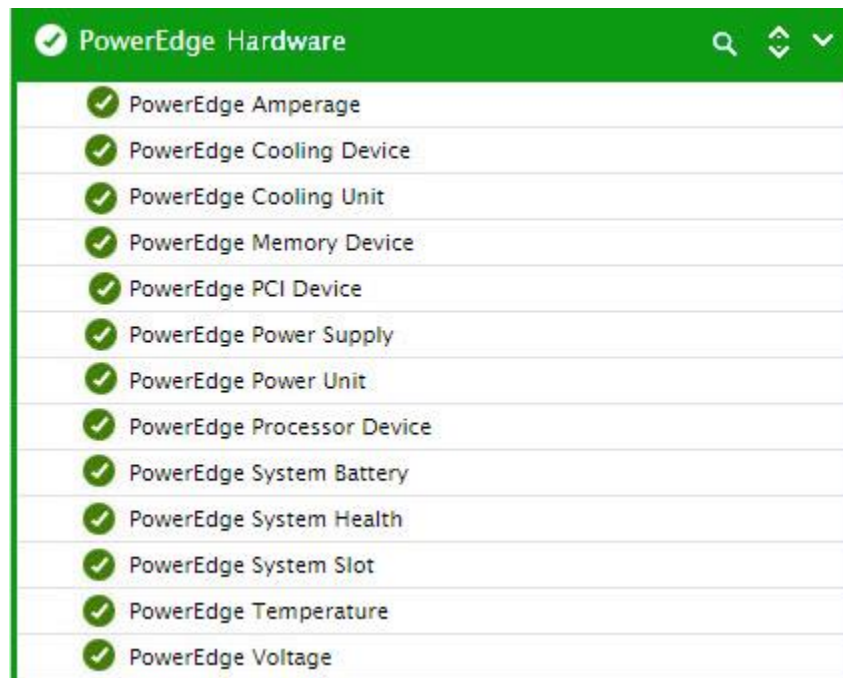 PowerEdge Hardware
PowerEdge Amperage
PowerEdge Cooling Device
PowerEdge Cooling Unit
PowerEdge Memory Device
PowerEdge PCI Device
PowerEdge Power Supply
PowerEdge Power Unit
PowerEdge Processor Device
PowerEdge System Battery
PowerEdge System Health
PowerEdge System Slot
PowerEdge Temperature
PowerEdge Voltage